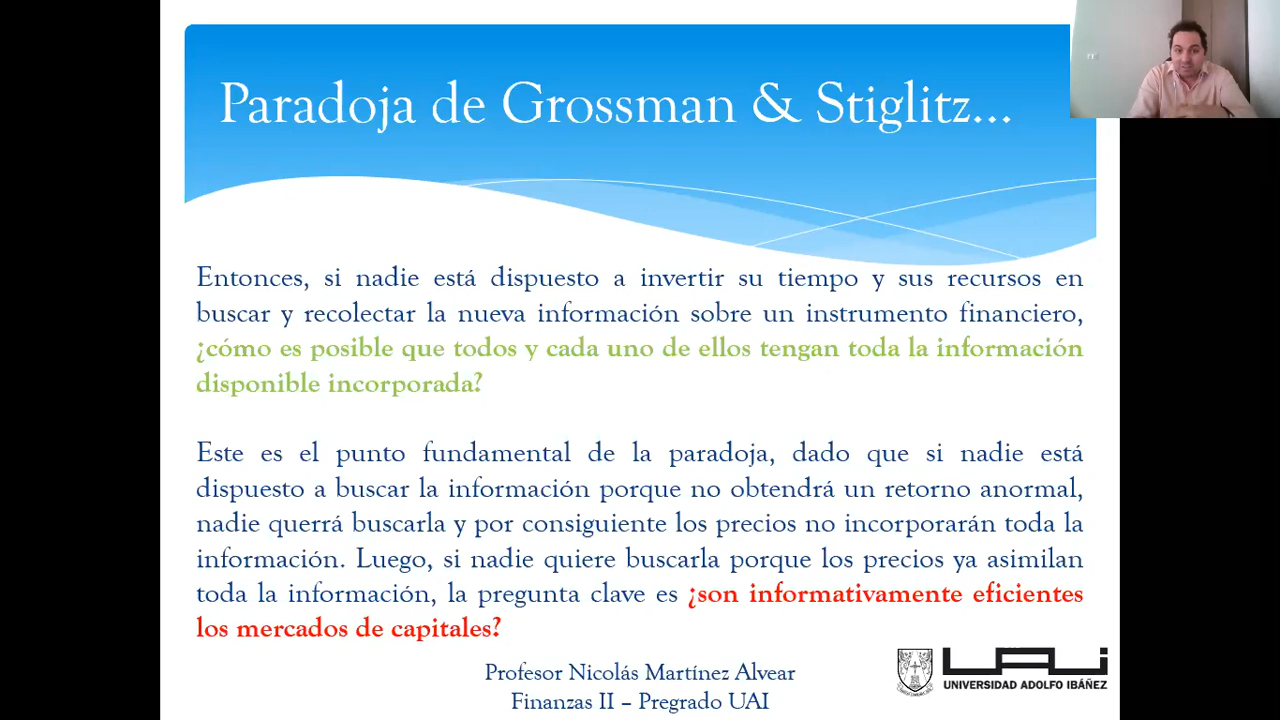 Paradoja de Grossman & Stiglitz...
Entonces, si nadie está dispuesto a invertir su tiempo y sus recursos en
buscar y recolectar la nueva información sobre un instrumento financiero,
¿cómo es posible que todos y cada uno de ellos tengan toda la información
disponible incorporada?
Este es el punto fundamental de la paradoja, dado que si nadie está
dispuesto a buscar la información porque no obtendrá un retorno anormal,
nadie querrá buscarla y por consiguiente los precios no incorporarán toda la
información. Luego, si nadie quiere buscarla porque los precios ya asimilan
toda la información, la pregunta clave es ¿son informativamente eficientes
los mercados de capitales?
Profesor Nicolás Martínez Alvear
Finanzas II – Pregrado UAI
UAI
UNIVERSIDAD ADOLFO IBÁÑEZ